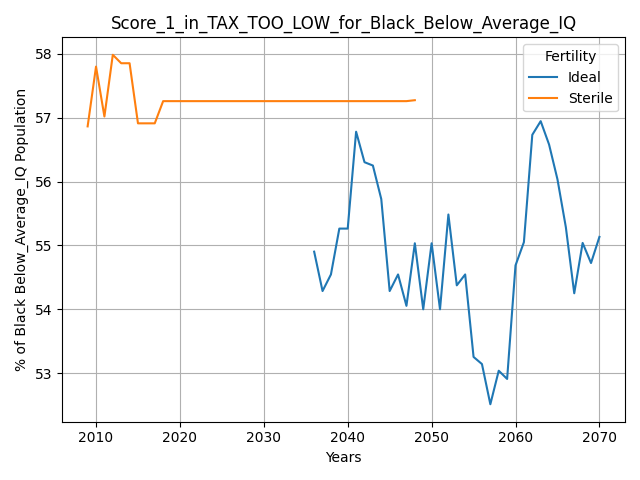 Score_1_in_TAX_TOO_LOW_for_Black_Below_Average_IQ
% of Black Below_Average_IQ Population
58
57
56
55
54
53
Fertility
Ideal
Sterile
2010 2020 2030 2040 2050 2060 2070
Years